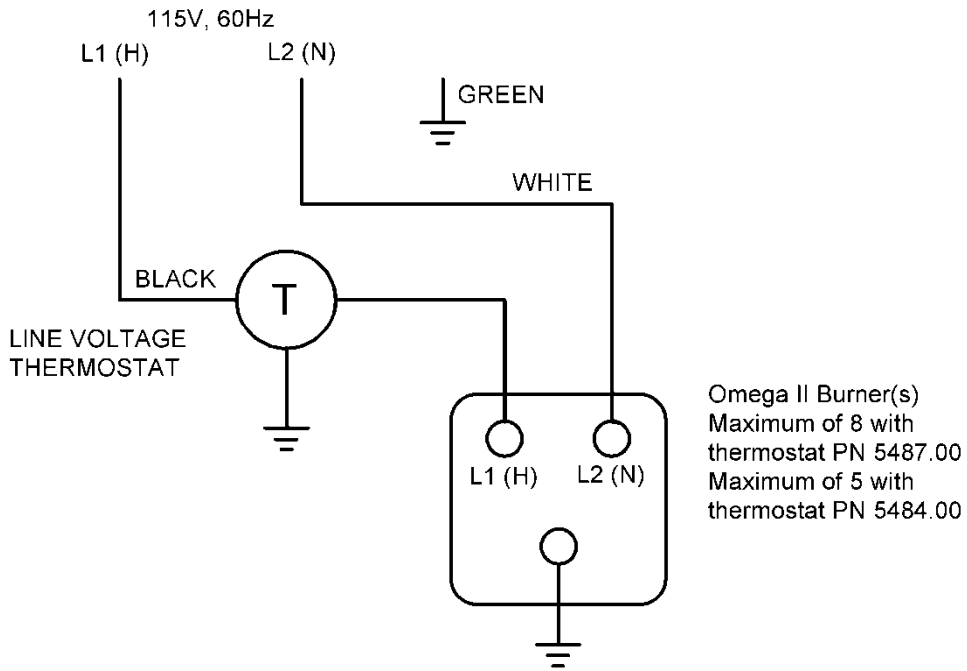 115V, 60Hz
L1 (H)
L2 (N)
GREEN
WHITE
BLACK
T
LINE VOLTAGE
THERMOSTAT
L1 (H)
L2 (N)
Omega II Burner(s)
Maximum of 8 with
thermostat PN 5487.00
Maximum of 5 with
thermostat PN 5484.00